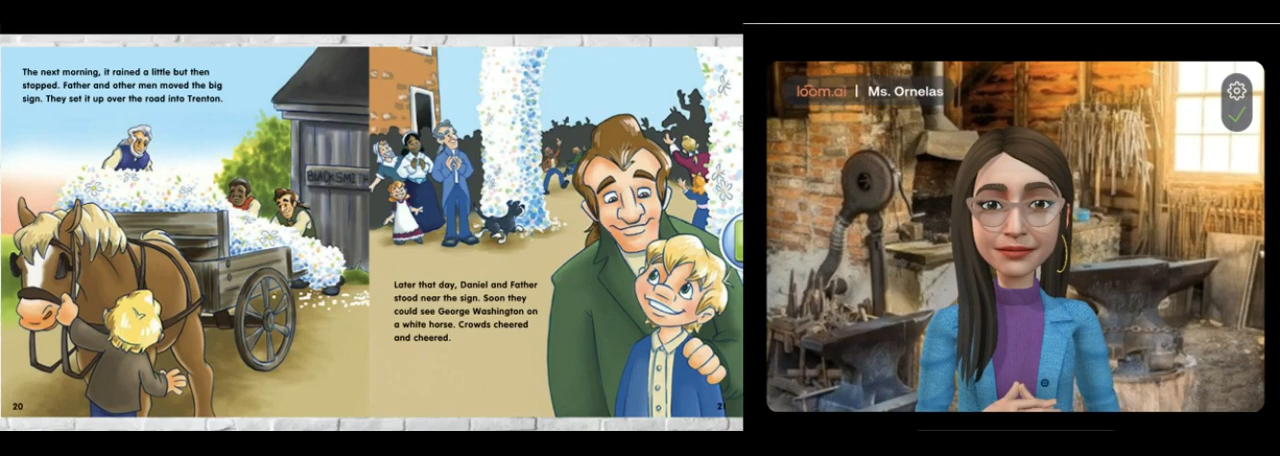 The next morning, it rained a little but then
stopped. Father and other men moved the big
sign. They set it up over the road into Trenton.
BLACKSMITH
Later that day, Daniel and Father
stood near the sign. Soon they
could see George Washington on
a white horse. Crowds cheered
and cheered.
20
21
loom.ai | Ms. Ornelas